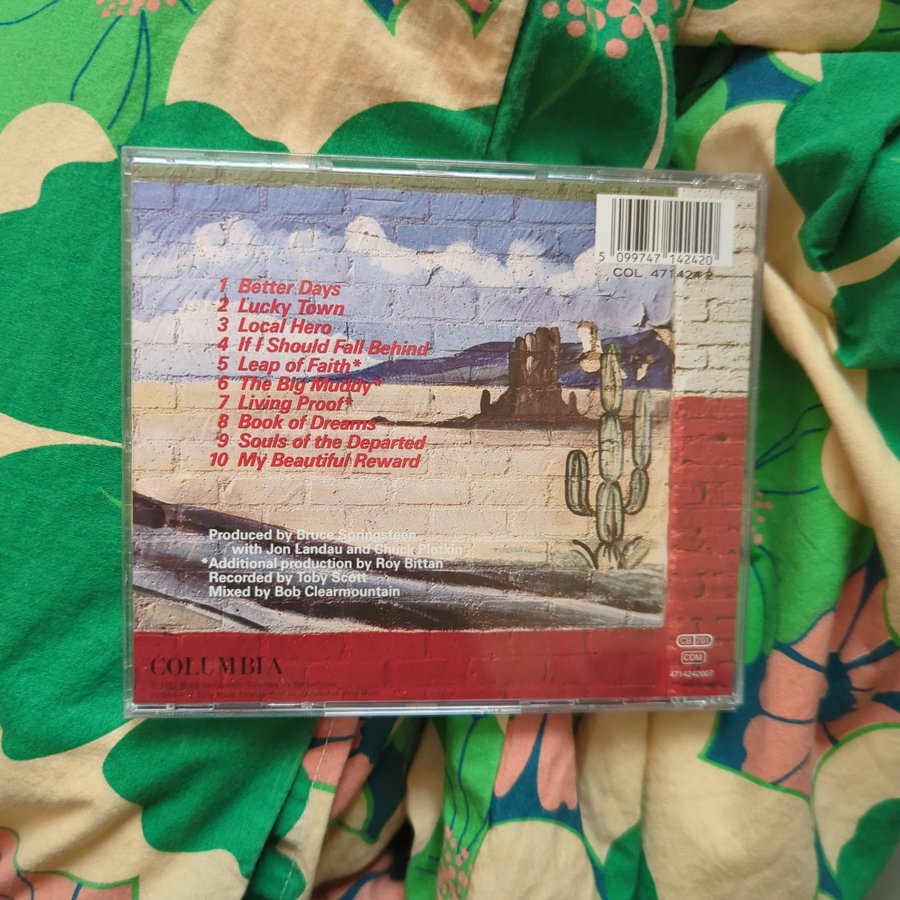 5 099747 142420
COL 471424 2
1 Better Days
2 Lucky Town
3 Local Hero
4 If I Should Fall Behind
5 Leap of Faith*
6 The Big Muddy*
7 Living Proof*
8 Book of Dreams
9 Souls of the Departed
10 My Beautiful Reward
Produced by Bruce Springsteen
with Jon Landau and Chuck Plotkin
*Additional production by Roy Bittan
Recorded by Toby Scott
Mixed by Bob Clearmountain
COLUMBIA
CB 701
CDM
4714242007